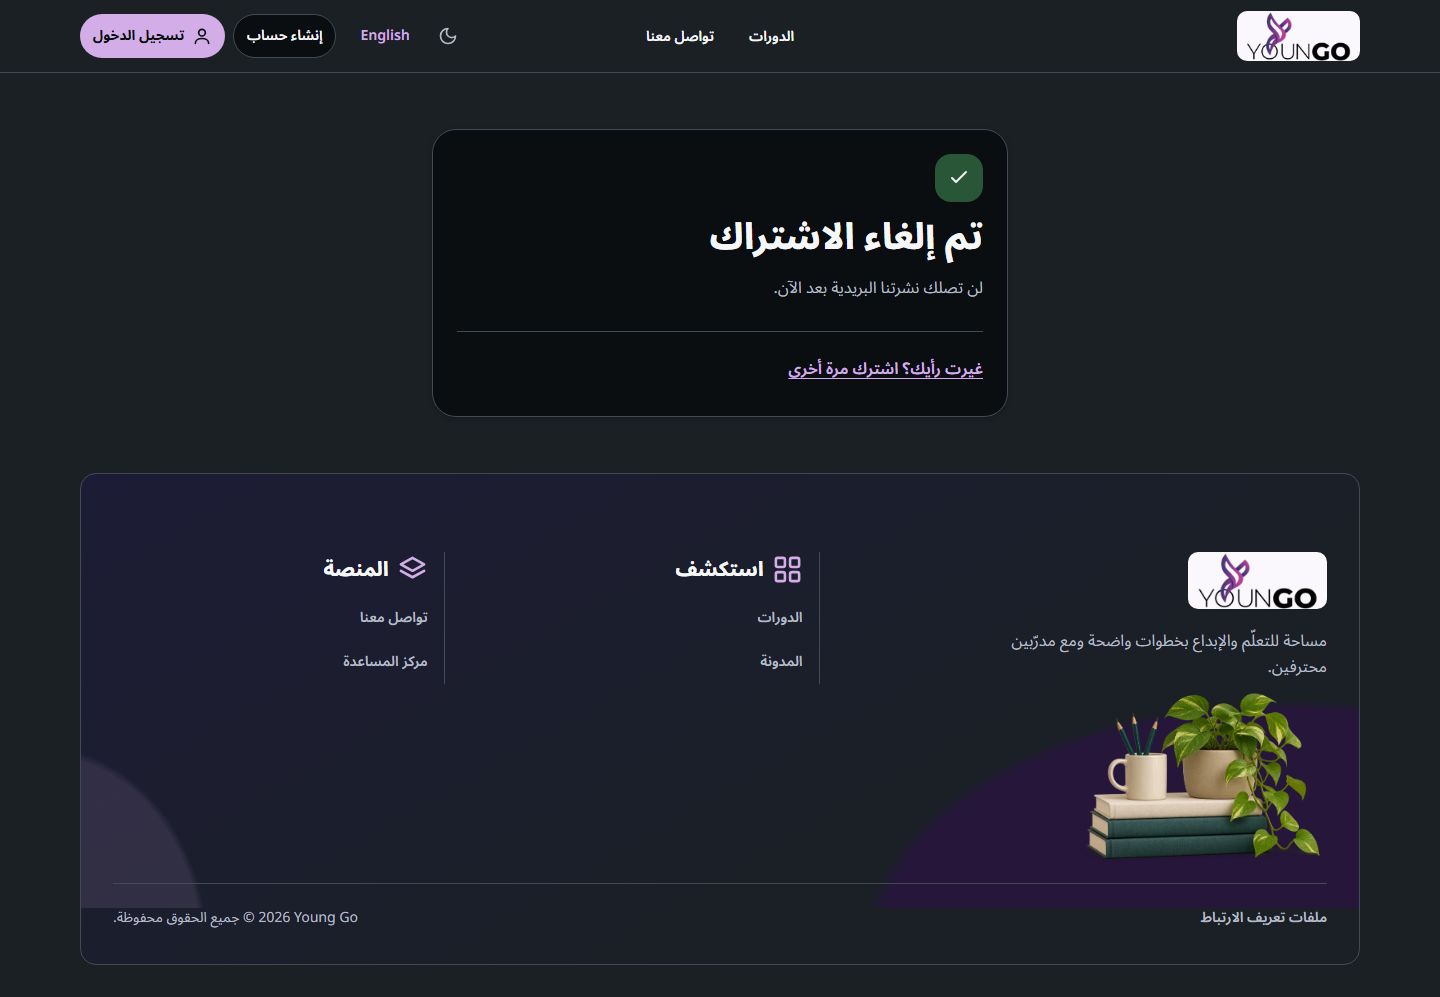 YOUNGO
الدورات
تواصل معنا
English
إنشاء حساب
تسجيل الدخول
تم إلغاء الاشتراك
لن تصلك نشرتنا البريدية بعد الآن.
غيرت رأيك؟ اشترك مرة أخرى
YOUNGO
مساحة للتعلّم والإبداع بخطوات واضحة ومع مدرّبين
محترفين.
استكشف
الدورات
المدونة
المنصة
تواصل معنا
مركز المساعدة
ملفات تعريف الارتباط
© 2026 Young Go جميع الحقوق محفوظة.